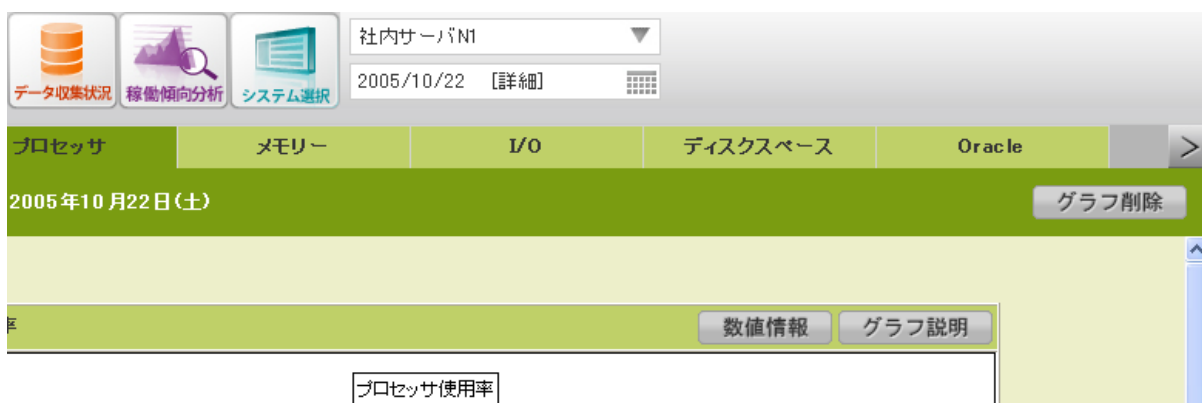 社内サーバN1
2005/10/22 [詳細]
データ収集状況 稼働傾向分析 システム選択
プロセッサ メモリー I/O ディスクスペース Oracle >
2005年10月22日(土) グラフ削除
率 数値情報 グラフ説明
プロセッサ使用率